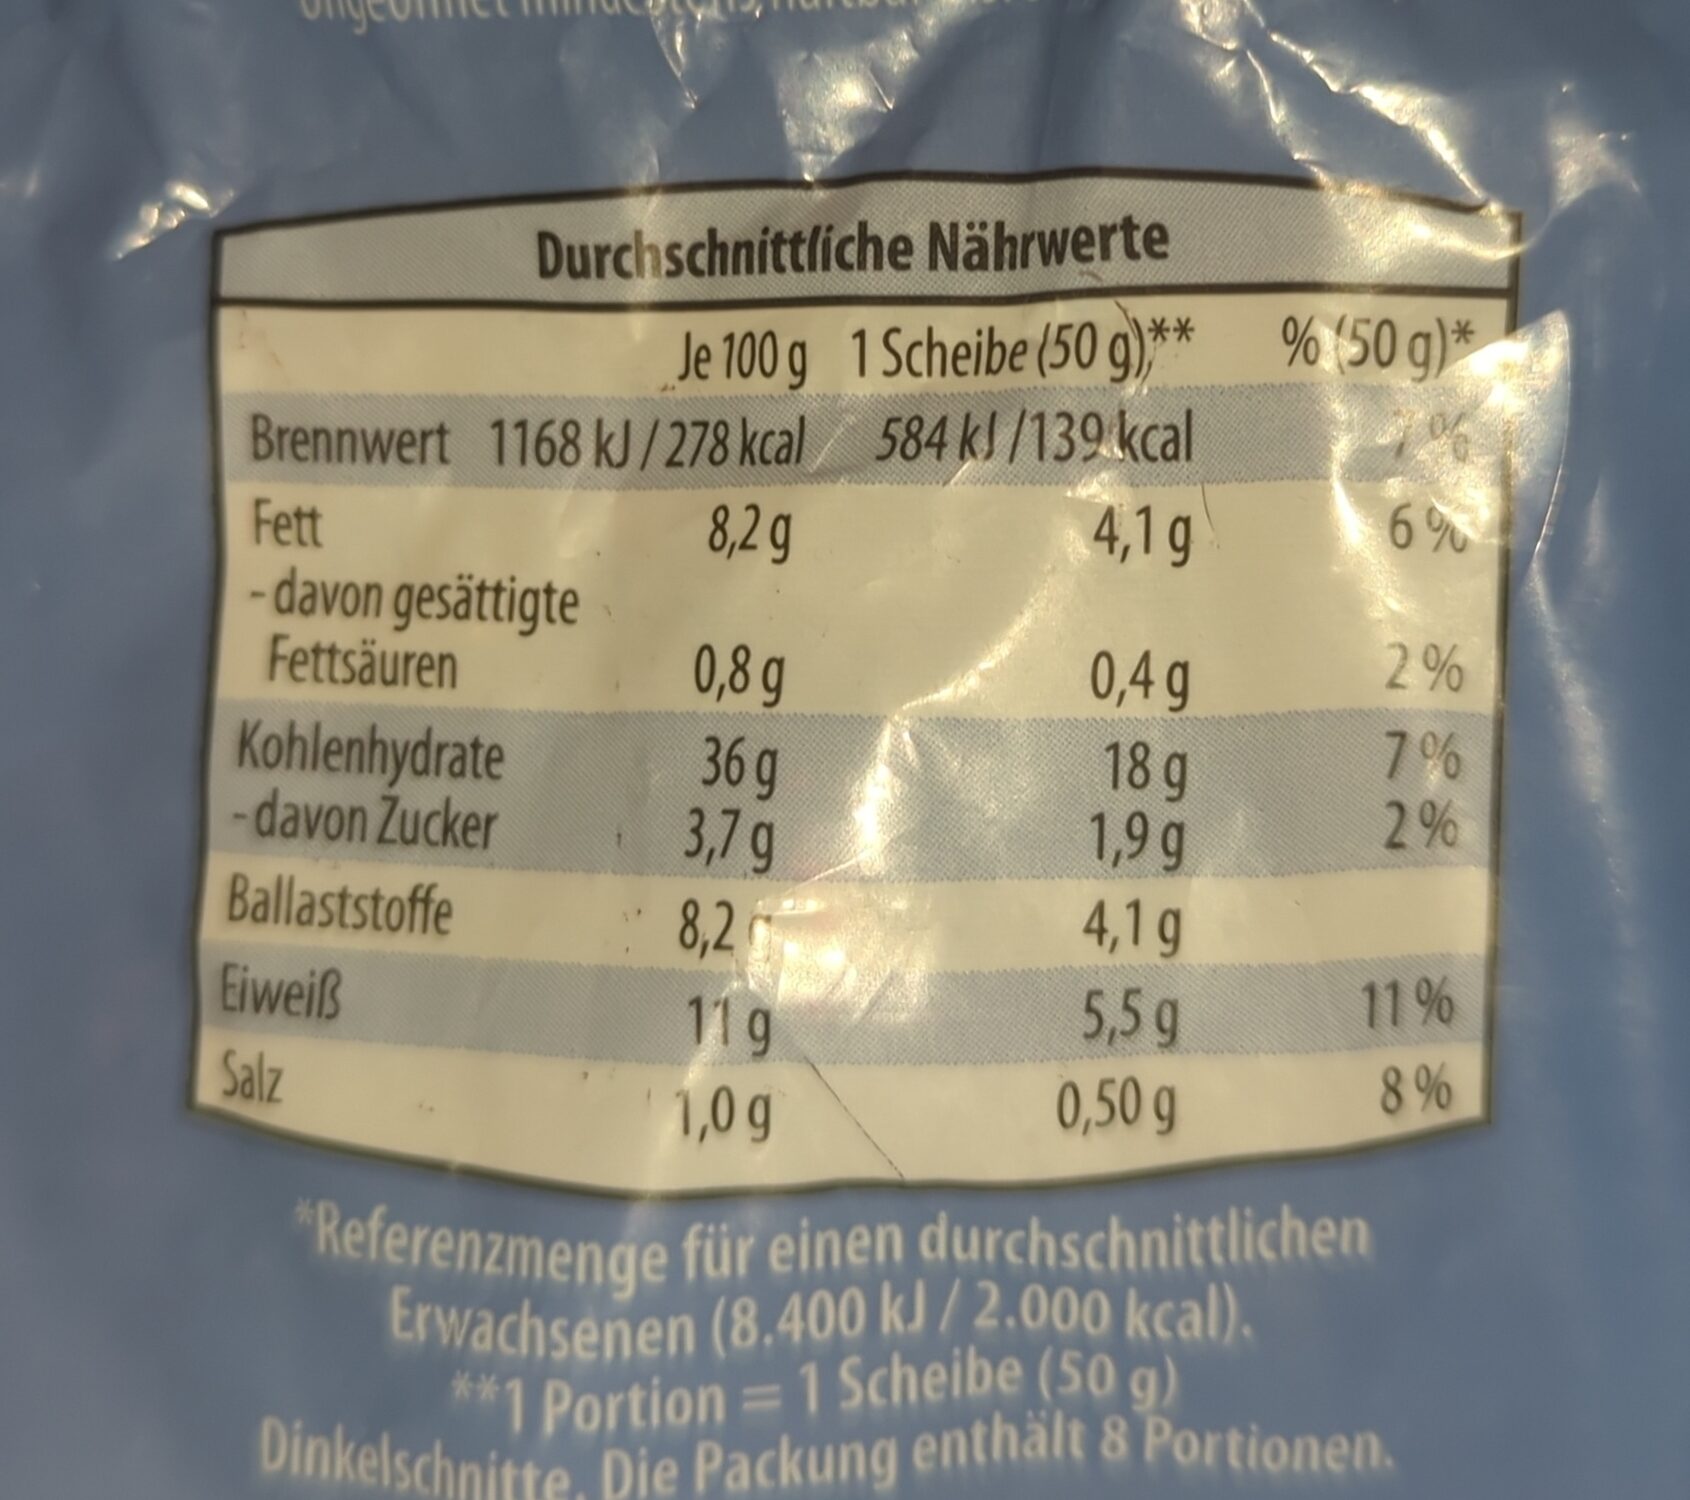 Durchschnittliche Nährwerte
Je 100 g 1 Scheibe (50 g)** % (50 g)*
Brennwert 1168 kJ / 278 kcal 584 kJ / 139 kcal 7 %
Fett 8,2 g 4,1 g 6 %
- davon gesättigte
Fettsäuren 0,8 g 0,4 g 2 %
Kohlenhydrate 36 g 18 g 7 %
- davon Zucker 3,7 g 1,9 g 2 %
Ballaststoffe 8,2 g 4,1 g
Eiweiß 11 g 5,5 g 11 %
Salz 1,0 g 0,50 g 8 %
*Referenzmenge für einen durchschnittlichen
Erwachsenen (8.400 kJ / 2.000 kcal).
**1 Portion = 1 Scheibe (50 g)
Dinkelschnitte. Die Packung enthält 8 Portionen.